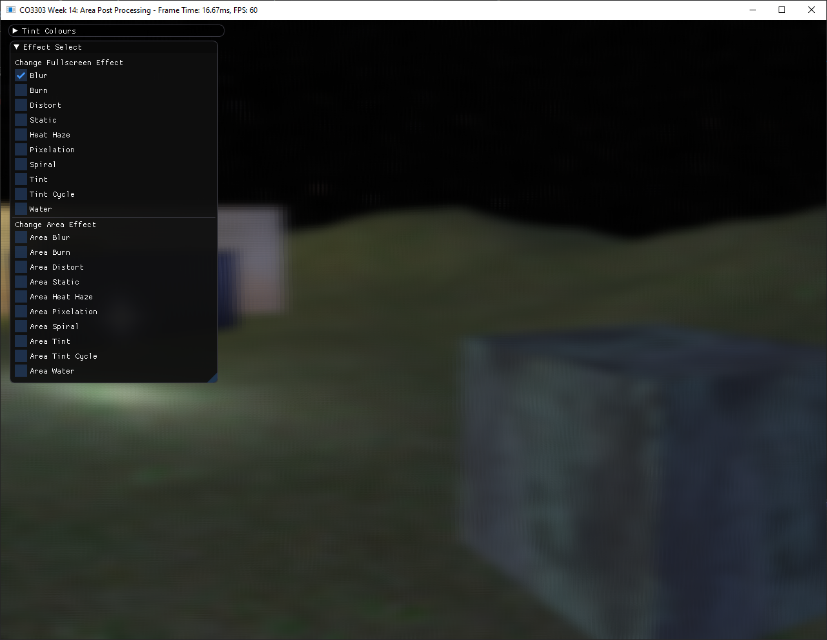 CO3303 Week 14: Area Post Processing - Frame Time: 16.67ms, FPS: 60
Tint Colours
Effect Select
Change Fullscreen Effect
Blur
Burn
Distort
Static
Heat Haze
Pixelation
Spiral
Tint
Tint Cycle
Water
Change Area Effect
Area Blur
Area Burn
Area Distort
Area Static
Area Heat Haze
Area Pixelation
Area Spiral
Area Tint
Area Tint Cycle
Area Water